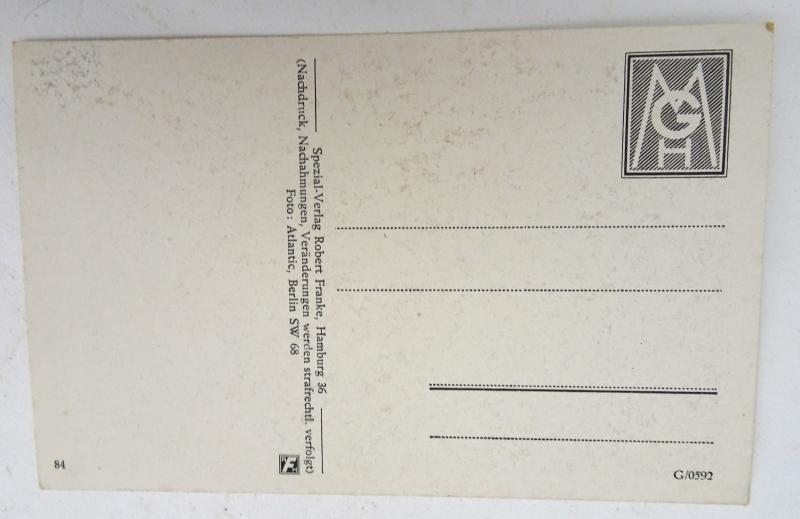 MGH
Spezial-Verlag Robert Franke, Hamburg 36
(Nachdruck, Nachahmungen, Veränderungen werden strafrechtl. verfolgt)
Foto: Atlantic, Berlin SW 68
84
G/0592